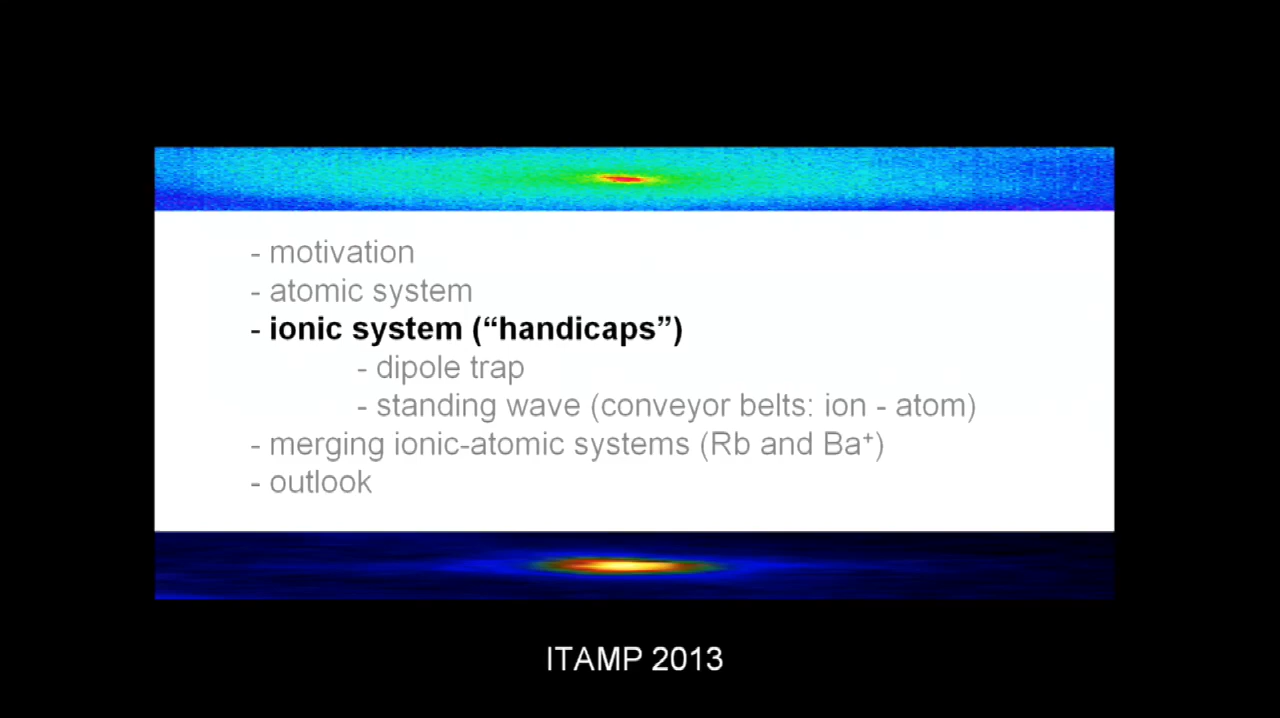 - motivation
- atomic system
- ionic system (“handicaps”)
- dipole trap
- standing wave (conveyor belts: ion - atom)
- merging ionic-atomic systems (Rb and Ba⁺)
- outlook
ITAMP 2013